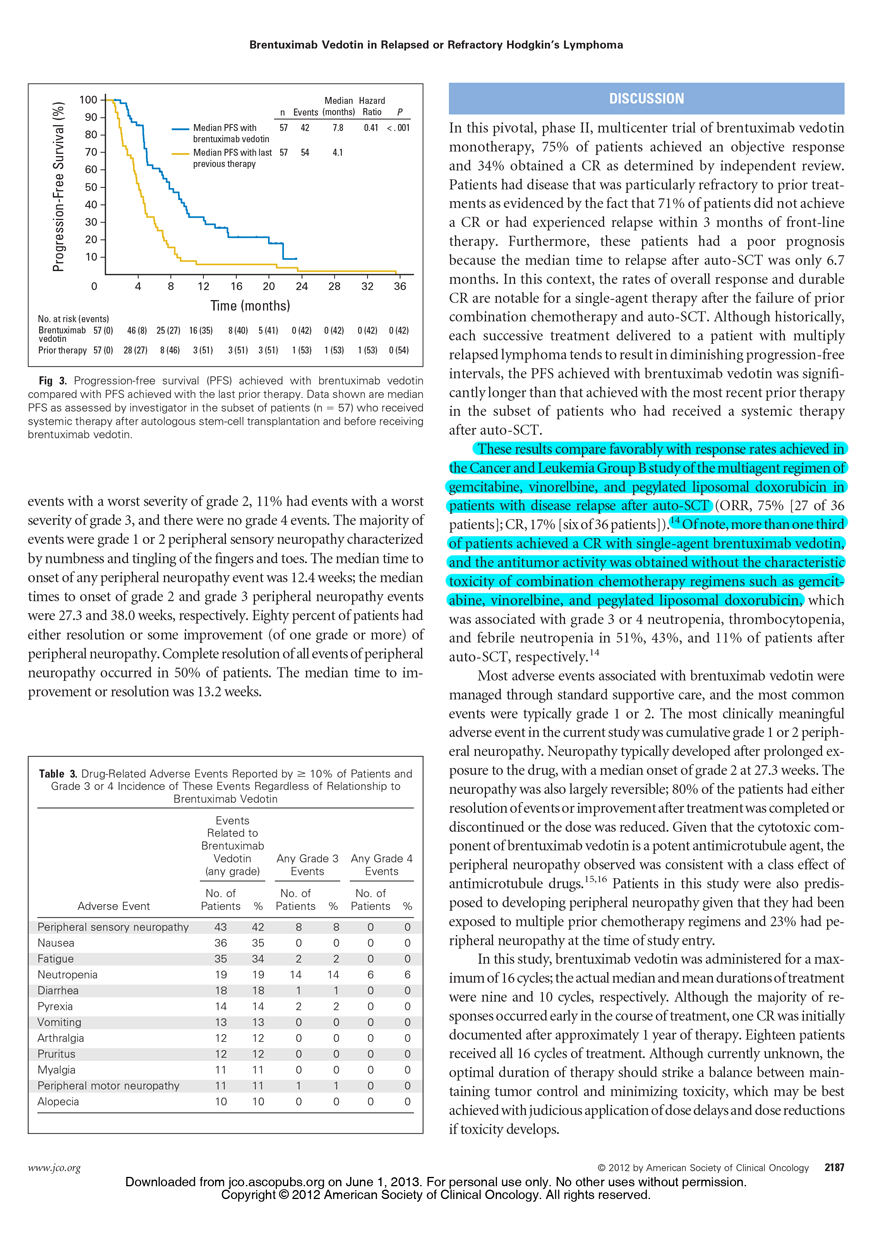 Brentuximab Vedotin in Relapsed or Refractory Hodgkin's Lymphoma
Progression-Free Survival (%)
100
90
80
70
60
50
40
30
20
10
0 4 8 12 16 20 24 28 32 36
Time (months)
Median Hazard
n Events (months) Ratio P
Median PFS with 57 42 7.8 0.41 < .001
brentuximab vedotin
Median PFS with last 57 54 4.1
previous therapy
No. at risk (events)
Brentuximab 57 (0) 46 (8) 25 (27) 16 (35) 8 (40) 5 (41) 0 (42) 0 (42) 0 (42) 0 (42)
vedotin
Prior therapy 57 (0) 28 (27) 8 (46) 3 (51) 3 (51) 3 (51) 1 (53) 1 (53) 1 (53) 0 (54)
Fig 3. Progression-free survival (PFS) achieved with brentuximab vedotin
compared with PFS achieved with the last prior therapy. Data shown are median
PFS as assessed by investigator in the subset of patients (n = 57) who received
systemic therapy after autologous stem-cell transplantation and before receiving
brentuximab vedotin.
events with a worst severity of grade 2, 11% had events with a worst
severity of grade 3, and there were no grade 4 events. The majority of
events were grade 1 or 2 peripheral sensory neuropathy characterized
by numbness and tingling of the fingers and toes. The median time to
onset of any peripheral neuropathy event was 12.4 weeks; the median
times to onset of grade 2 and grade 3 peripheral neuropathy events
were 27.3 and 38.0 weeks, respectively. Eighty percent of patients had
either resolution or some improvement (of one grade or more) of
peripheral neuropathy. Complete resolution of all events of peripheral
neuropathy occurred in 50% of patients. The median time to im-
provement or resolution was 13.2 weeks.
Table 3. Drug-Related Adverse Events Reported by ≥ 10% of Patients and
Grade 3 or 4 Incidence of These Events Regardless of Relationship to
Brentuximab Vedotin
Events
Related to
Brentuximab
Vedotin Any Grade 3 Any Grade 4
(any grade) Events Events
No. of No. of No. of
Adverse Event Patients % Patients % Patients %
Peripheral sensory neuropathy 43 42 8 8 0 0
Nausea 36 35 0 0 0 0
Fatigue 35 34 2 2 0 0
Neutropenia 19 19 14 14 6 6
Diarrhea 18 18 1 1 0 0
Pyrexia 14 14 2 2 0 0
Vomiting 13 13 0 0 0 0
Arthralgia 12 12 0 0 0 0
Pruritus 12 12 0 0 0 0
Myalgia 11 11 0 0 0 0
Peripheral motor neuropathy 11 11 1 1 0 0
Alopecia 10 10 0 0 0 0
DISCUSSION
In this pivotal, phase II, multicenter trial of brentuximab vedotin
monotherapy, 75% of patients achieved an objective response
and 34% obtained a CR as determined by independent review.
Patients had disease that was particularly refractory to prior treat-
ments as evidenced by the fact that 71% of patients did not achieve
a CR or had experienced relapse within 3 months of front-line
therapy. Furthermore, these patients had a poor prognosis
because the median time to relapse after auto-SCT was only 6.7
months. In this context, the rates of overall response and durable
CR are notable for a single-agent therapy after the failure of prior
combination chemotherapy and auto-SCT. Although historically,
each successive treatment delivered to a patient with multiply
relapsed lymphoma tends to result in diminishing progression-free
intervals, the PFS achieved with brentuximab vedotin was signifi-
cantly longer than that achieved with the most recent prior therapy
in the subset of patients who had received a systemic therapy
after auto-SCT.
These results compare favorably with response rates achieved in
the Cancer and Leukemia Group B study of the multiagent regimen of
gemcitabine, vinorelbine, and pegylated liposomal doxorubicin in
patients with disease relapse after auto-SCT (ORR, 75% [27 of 36
patients]; CR, 17% [six of 36 patients]).14 Of note, more than one third
of patients achieved a CR with single-agent brentuximab vedotin,
and the antitumor activity was obtained without the characteristic
toxicity of combination chemotherapy regimens such as gemcit-
abine, vinorelbine, and pegylated liposomal doxorubicin, which
was associated with grade 3 or 4 neutropenia, thrombocytopenia,
and febrile neutropenia in 51%, 43%, and 11% of patients after
auto-SCT, respectively.14
Most adverse events associated with brentuximab vedotin were
managed through standard supportive care, and the most common
events were typically grade 1 or 2. The most clinically meaningful
adverse event in the current study was cumulative grade 1 or 2 periph-
eral neuropathy. Neuropathy typically developed after prolonged ex-
posure to the drug, with a median onset of grade 2 at 27.3 weeks. The
neuropathy was also largely reversible; 80% of the patients had either
resolution of events or improvement after treatment was completed or
discontinued or the dose was reduced. Given that the cytotoxic com-
ponent of brentuximab vedotin is a potent antimicrotubule agent, the
peripheral neuropathy observed was consistent with a class effect of
antimicrotubule drugs.15,16 Patients in this study were also predis-
posed to developing peripheral neuropathy given that they had been
exposed to multiple prior chemotherapy regimens and 23% had pe-
ripheral neuropathy at the time of study entry.
In this study, brentuximab vedotin was administered for a max-
imum of 16 cycles; the actual median and mean durations of treatment
were nine and 10 cycles, respectively. Although the majority of re-
sponses occurred early in the course of treatment, one CR was initially
documented after approximately 1 year of therapy. Eighteen patients
received all 16 cycles of treatment. Although currently unknown, the
optimal duration of therapy should strike a balance between main-
taining tumor control and minimizing toxicity, which may be best
achieved with judicious application of dose delays and dose reductions
if toxicity develops.
www.jco.org © 2012 by American Society of Clinical Oncology 2187
Downloaded from jco.ascopubs.org on June 1, 2013. For personal use only. No other uses without permission.
Copyright © 2012 American Society of Clinical Oncology. All rights reserved.